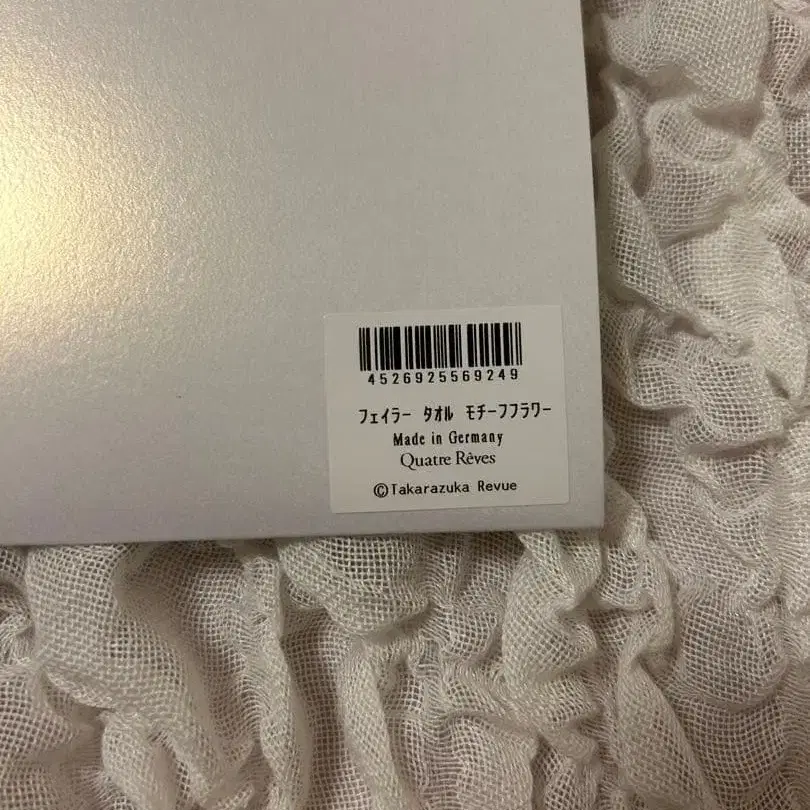 4526925569249
フェイラー タオル モチーフフラワー
Made in Germany
Quatre Rêves
©Takarazuka Revue